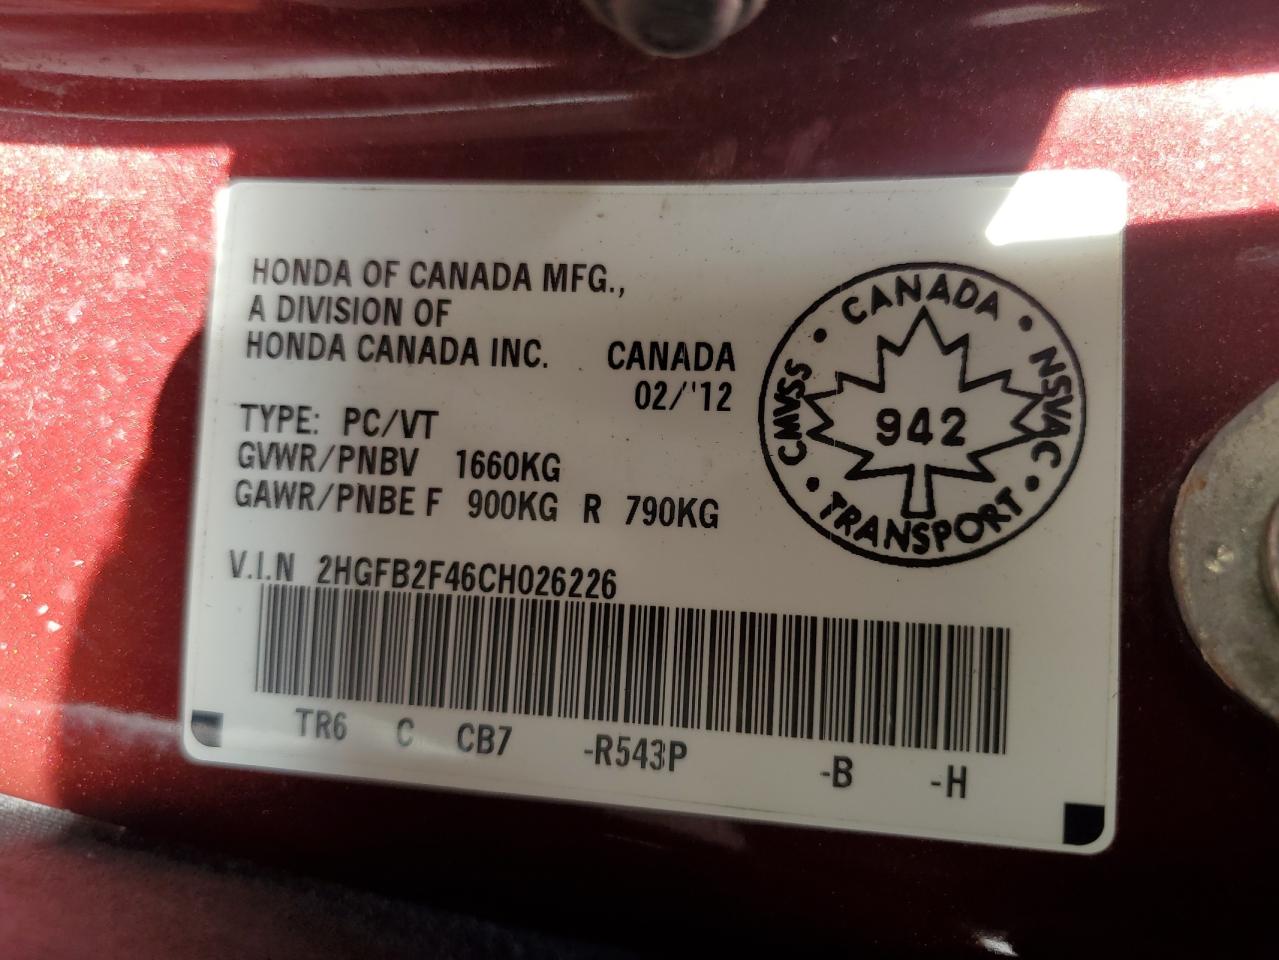 HONDA OF CANADA MFG.,
A DIVISION OF
HONDA CANADA INC. CANADA
02/'12
TYPE: PC/VT
GVWR/PNBV 1660KG
GAWR/PNBE F 900KG R 790KG
V.I.N 2HGFB2F46CH026226
TR6 C CB7 -R543P -B -H
CANADA
CMVSS
NSVAC
942
TRANSPORT